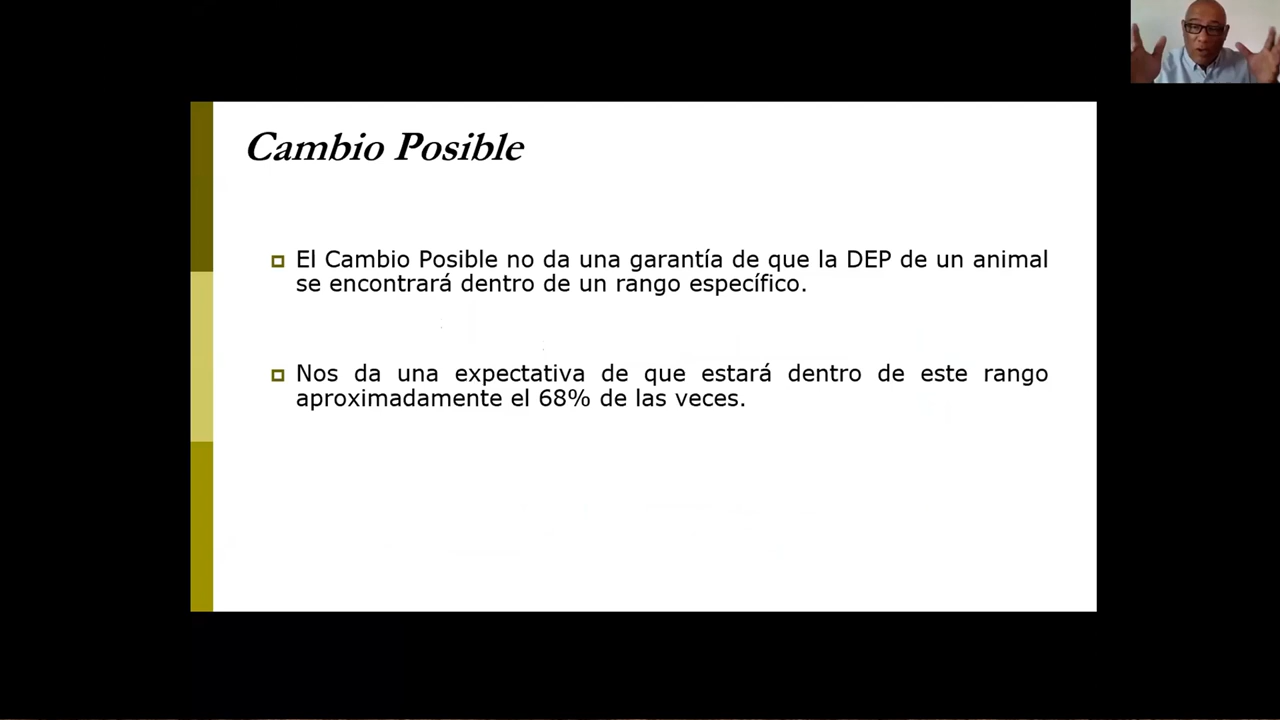 Cambio Posible
El Cambio Posible no da una garantía de que la DEP de un animal
se encontrará dentro de un rango específico.
Nos da una expectativa de que estará dentro de este rango
aproximadamente el 68% de las veces.